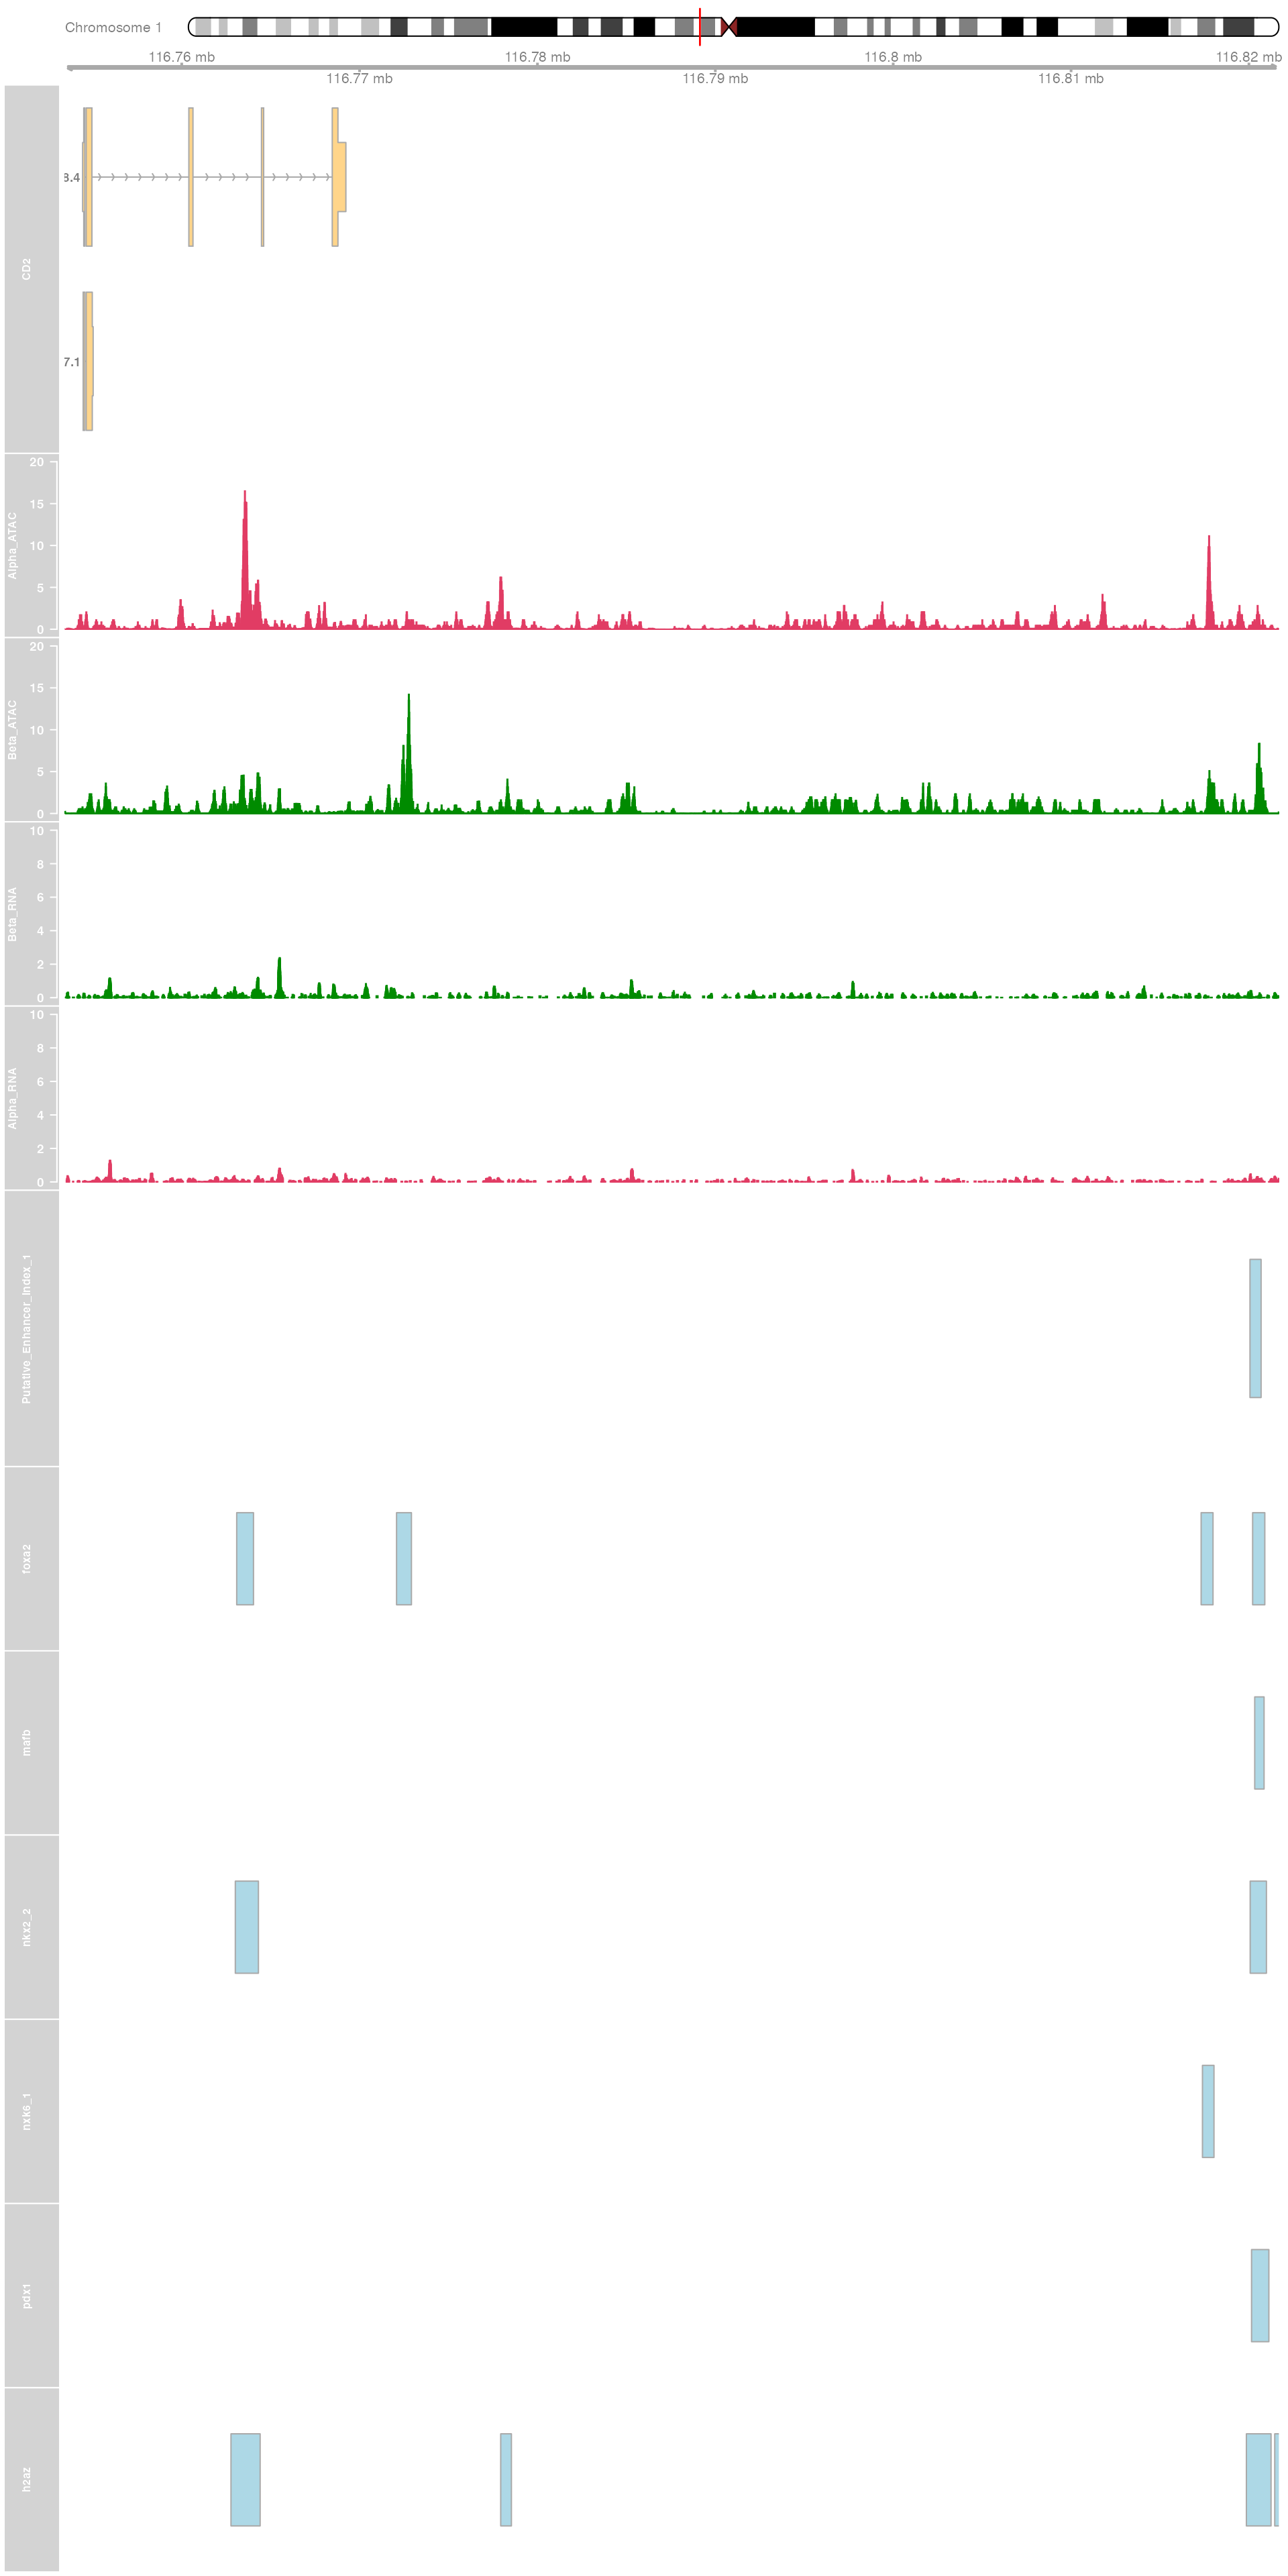 Chromosome 1
116.76 mb 116.78 mb 116.8 mb 116.82 mb
116.77 mb 116.79 mb 116.81 mb
CD2
3.4
7.1
Alpha_ATAC
20
15
10
5
0
Beta_ATAC
20
15
10
5
0
Beta_RNA
10
8
6
4
2
0
Alpha_RNA
10
8
6
4
2
0
Putative_Enhancer_Index_1
foxa2
mafb
nkx2_2
nxk6_1
pdx1
h2az